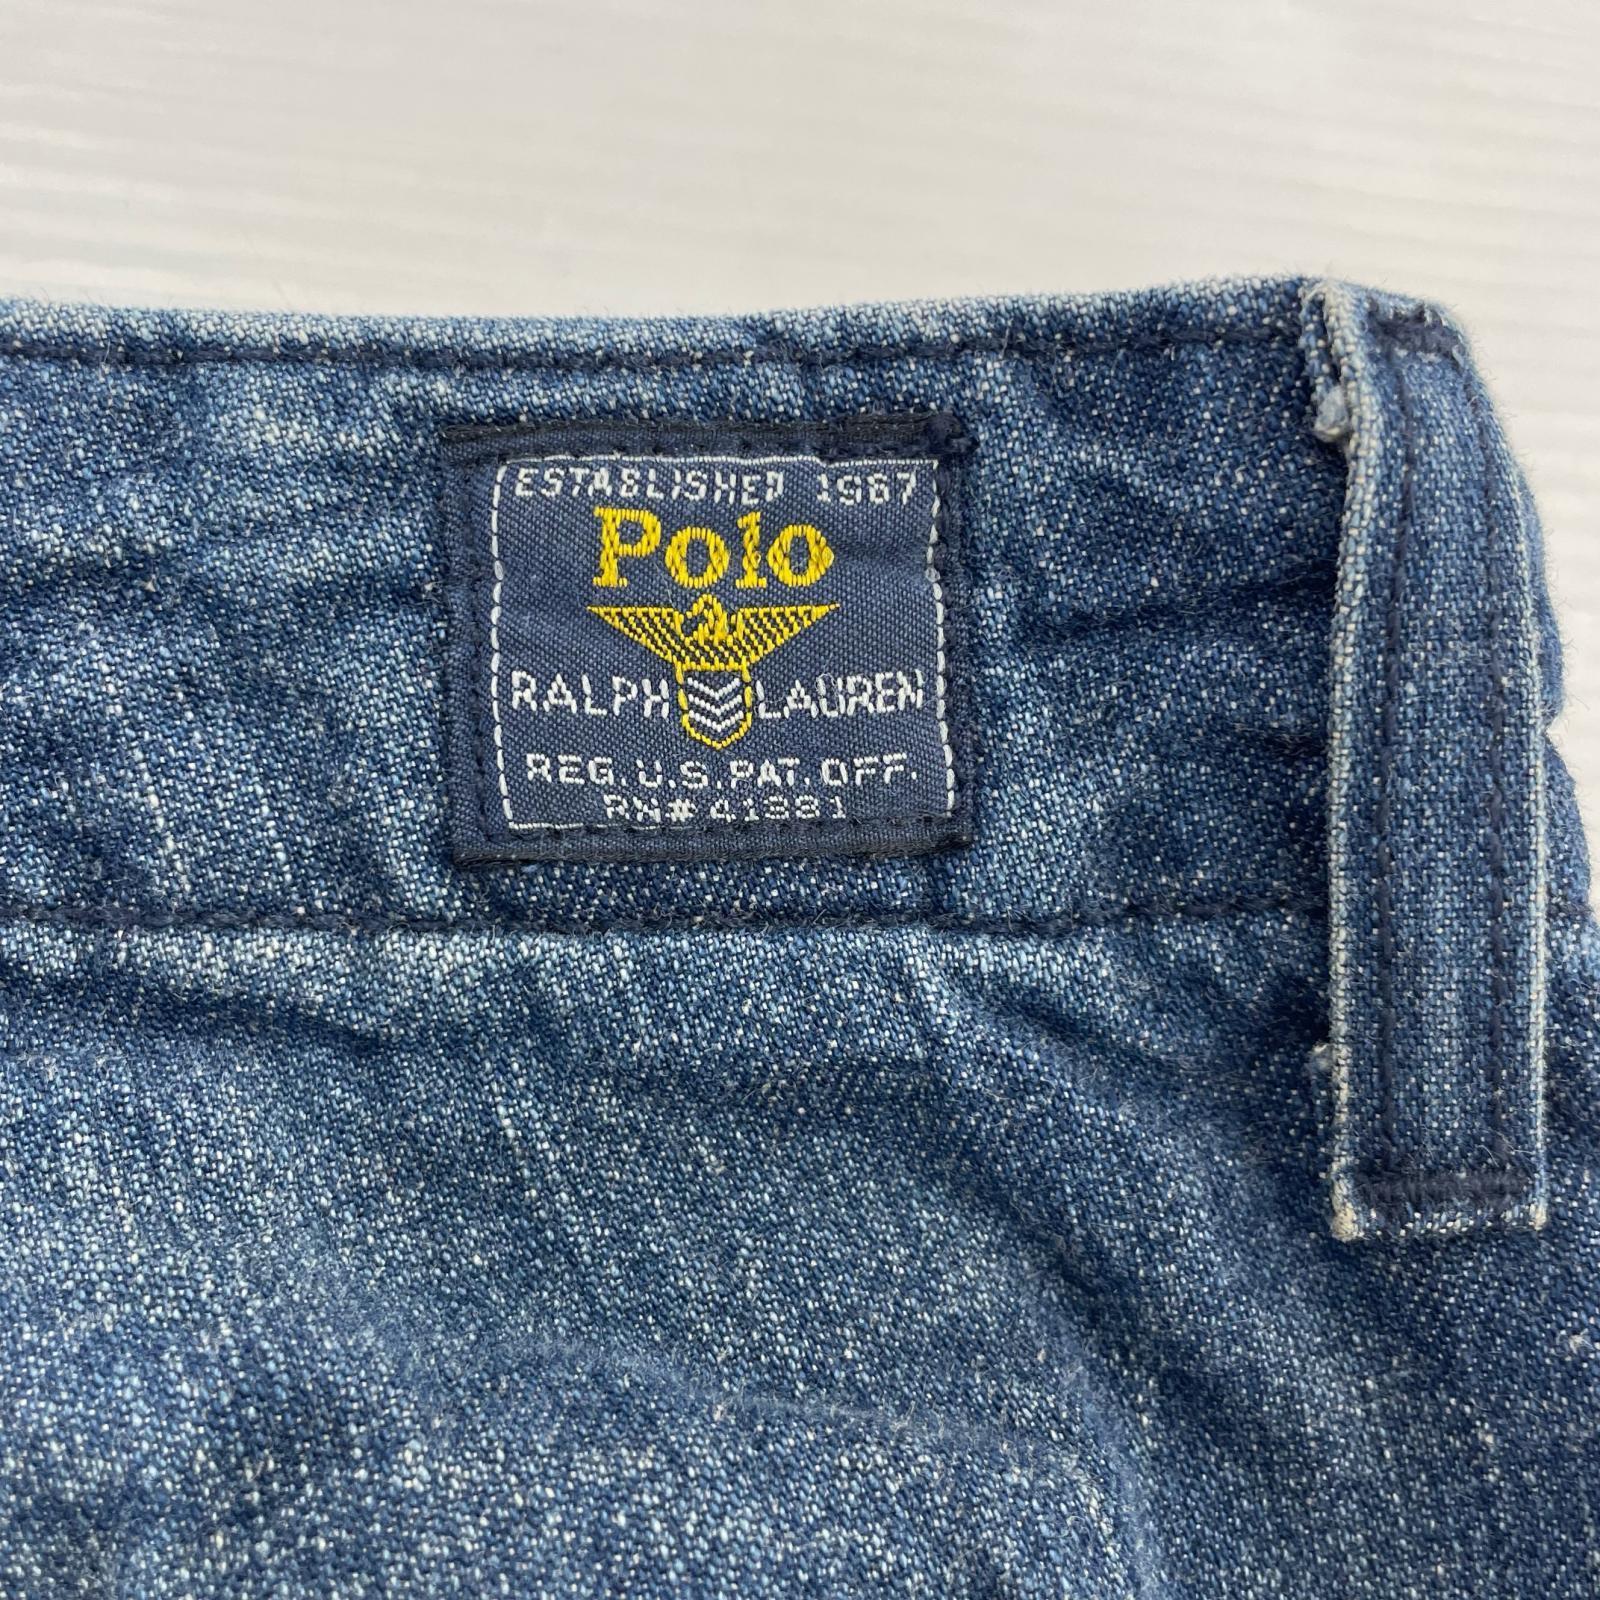 ESTABLISHED 1967
Polo
RALPH LAUREN
REG. U.S. PAT. OFF.
RN# 41381